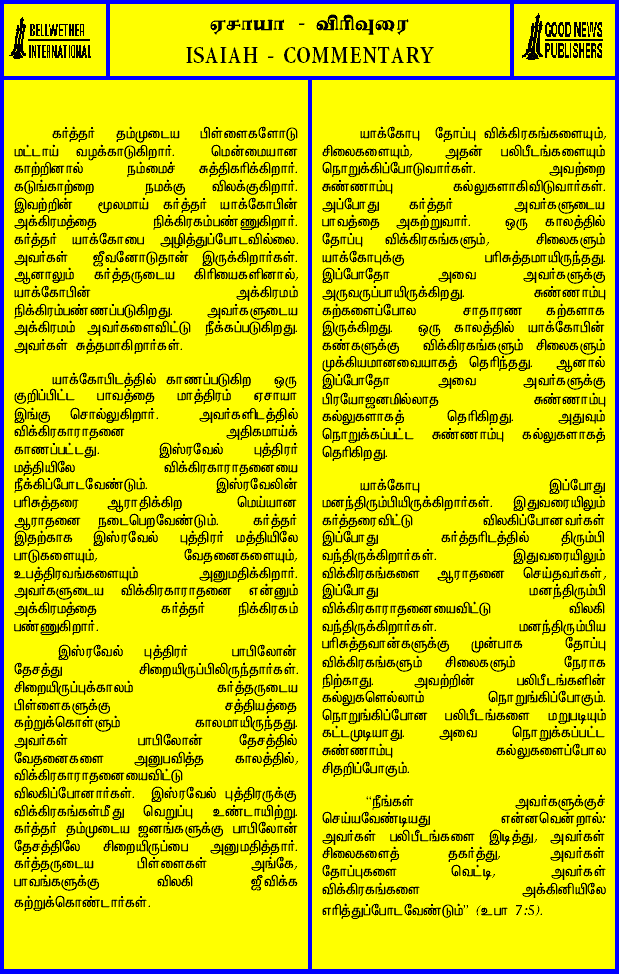 BELLWETHER
INTERNATIONAL
ஏசாயா - விரிவுரை
ISAIAH - COMMENTARY
GOOD NEWS
PUBLISHERS
கர்த்தர் தம்முடைய பிள்ளைகளோடு
மட்டாய் வழக்காடுகிறார். மென்மையான
காற்றினால் நம்மைச் சுத்திகரிக்கிறார்.
கடுங்காற்றை நமக்கு விலக்குகிறார்.
இவற்றின் மூலமாய் கர்த்தர் யாக்கோபின்
அக்கிரமத்தை நிக்கிரகம்பண்ணுகிறார்.
கர்த்தர் யாக்கோபை அழித்துப்போடவில்லை.
அவர்கள் ஜீவனோடுதான் இருக்கிறார்கள்.
ஆனாலும் கர்த்தருடைய கிரியைகளினால்,
யாக்கோபின் அக்கிரமம்
நிக்கிரம்பண்ணப்படுகிறது. அவர்களுடைய
அக்கிரமம் அவர்களைவிட்டு நீக்கப்படுகிறது.
அவர்கள் சுத்தமாகிறார்கள்.
யாக்கோபிடத்தில் காணப்படுகிற ஒரு
குறிப்பிட்ட பாவத்தை மாத்திரம் ஏசாயா
இங்கு சொல்லுகிறார். அவர்களிடத்தில்
விக்கிரகாராதனை அதிகமாய்க்
காணப்பட்டது. இஸ்ரவேல் புத்திரர்
மத்தியிலே விக்கிரகாராதனையை
நீக்கிப்போடவேண்டும். இஸ்ரவேலின்
பரிசுத்தரை ஆராதிக்கிற மெய்யான
ஆராதனை நடைபெறவேண்டும். கர்த்தர்
இதற்காக இஸ்ரவேல் புத்திரர் மத்தியிலே
பாடுகளையும், வேதனைகளையும்,
உபத்திரவங்களையும் அனுமதிக்கிறார்.
அவர்களுடைய விக்கிரகாராதனை என்னும்
அக்கிரமத்தை கர்த்தர் நிக்கிரகம்
பண்ணுகிறார்.
இஸ்ரவேல் புத்திரர் பாபிலோன்
தேசத்து சிறையிருப்பிலிருந்தார்கள்.
சிறையிருப்புக்காலம் கர்த்தருடைய
பிள்ளைகளுக்கு சத்தியத்தை
கற்றுக்கொள்ளும் காலமாயிருந்தது.
அவர்கள் பாபிலோன் தேசத்தில்
வேதனைகளை அனுபவித்த காலத்தில்,
விக்கிரகாராதனையைவிட்டு
விலகிப்போனார்கள். இஸ்ரவேல் புத்திரருக்கு
விக்கிரகங்கள்மீது வெறுப்பு உண்டாயிற்று.
கர்த்தர் தம்முடைய ஜனங்களுக்கு பாபிலோன்
தேசத்திலே சிறையிருப்பை அனுமதித்தார்.
கர்த்தருடைய பிள்ளைகள் அங்கே,
பாவங்களுக்கு விலகி ஜீவிக்க
கற்றுக்கொண்டார்கள்.
யாக்கோபு தோப்பு விக்கிரகங்களையும்,
சிலைகளையும், அதன் பலிபீடங்களையும்
நொறுக்கிப்போடுவார்கள். அவற்றை
சுண்ணாம்பு கல்லுகளாகிவிடுவார்கள்.
அப்போது கர்த்தர் அவர்களுடைய
பாவத்தை அகற்றுவார். ஒரு காலத்தில்
தோப்பு விக்கிரகங்களும், சிலைகளும்
யாக்கோபுக்கு பரிசுத்தமாயிருந்தது.
இப்போதோ அவை அவர்களுக்கு
அருவருப்பாயிருக்கிறது. சுண்ணாம்பு
கற்களைப்போல சாதாரண கற்களாக
இருக்கிறது. ஒரு காலத்தில் யாக்கோபின்
கண்களுக்கு விக்கிரகங்களும் சிலைகளும்
முக்கியமானவையாகத் தெரிந்தது. ஆனால்
இப்போதோ அவை அவர்களுக்கு
பிரயோஜனமில்லாத சுண்ணாம்பு
கல்லுகளாகத் தெரிகிறது. அதுவும்
நொறுக்கப்பட்ட சுண்ணாம்பு கல்லுகளாகத்
தெரிகிறது.
யாக்கோபு இப்போது
மனந்திரும்பியிருக்கிறார்கள். இதுவரையிலும்
கர்த்தரைவிட்டு விலகிப்போனவர்கள்
இப்போது கர்த்தரிடத்தில் திரும்பி
வந்திருக்கிறார்கள். இதுவரையிலும்
விக்கிரகங்களை ஆராதனை செய்தவர்கள்,
இப்போது மனந்திரும்பி
விக்கிரகாராதனையைவிட்டு விலகி
வந்திருக்கிறார்கள். மனந்திரும்பிய
பரிசுத்தவான்களுக்கு முன்பாக தோப்பு
விக்கிரகங்களும் சிலைகளும் நேராக
நிற்காது. அவற்றின் பலிபீடங்களின்
கல்லுகளெல்லாம் நொறுங்கிப்போகும்.
நொறுங்கிப்போன பலிபீடங்களை மறுபடியும்
கட்டமுடியாது. அவை நொறுக்கப்பட்ட
சுண்ணாம்பு கல்லுகளைப்போல
சிதறிப்போகும்.
“நீங்கள் அவர்களுக்குச்
செய்யவேண்டியது என்னவென்றால்:
அவர்கள் பலிபீடங்களை இடித்து, அவர்கள்
சிலைகளைத் தகர்த்து, அவர்கள்
தோப்புகளை வெட்டி, அவர்கள்
விக்கிரகங்களை அக்கினியிலே
எரித்துப்போடவேண்டும்” (உபா 7:5).